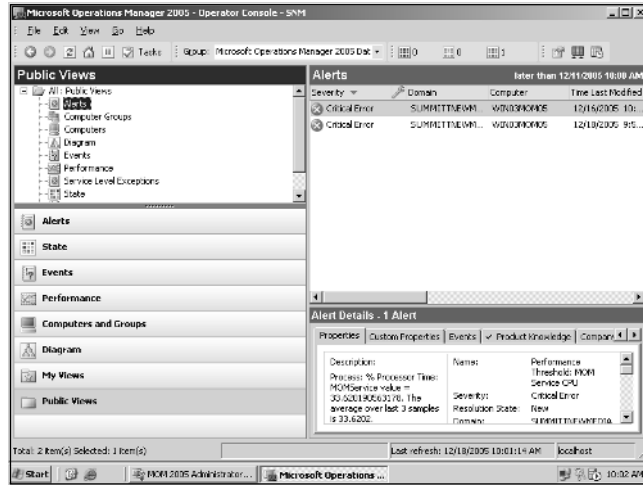 Microsoft Operations Manager 2005 - Operator Console - SNM
File Edit View Go Help
Tasks Group: Microsoft Operations Manager 2005 Dat 0 0 1
Public Views
All: Public Views
Alerts
Computer Groups
Computers
Diagram
Events
Performance
Service Level Exceptions
State
Alerts
State
Events
Performance
Computers and Groups
Diagram
My Views
Public Views
Alerts later than 12/11/2005 10:00 AM
Severity Domain Computer Time Last Modified
Critical Error SUMMITTNEWM... WIN03MOM05 12/16/2005 10:...
Critical Error SUMMITTNEWM... WIN03MOM05 12/18/2005 9:5...
Alert Details - 1 Alert
Properties Custom Properties Events Product Knowledge Company
Description:
Process: % Processor Time:
MOMService value =
33.620190563178. The
average over last 3 samples
is 33.6202.
Name: Performance
Threshold: MOM
Service CPU
Severity: Critical Error
Resolution State: New
Domain: SUMMITTNEWMEDIA
Total: 2 item(s) Selected: 1 item(s) Last refresh: 12/18/2005 10:01:14 AM localhost
Start MOM 2005 Administrator... Microsoft Operations ... 10:02 AM